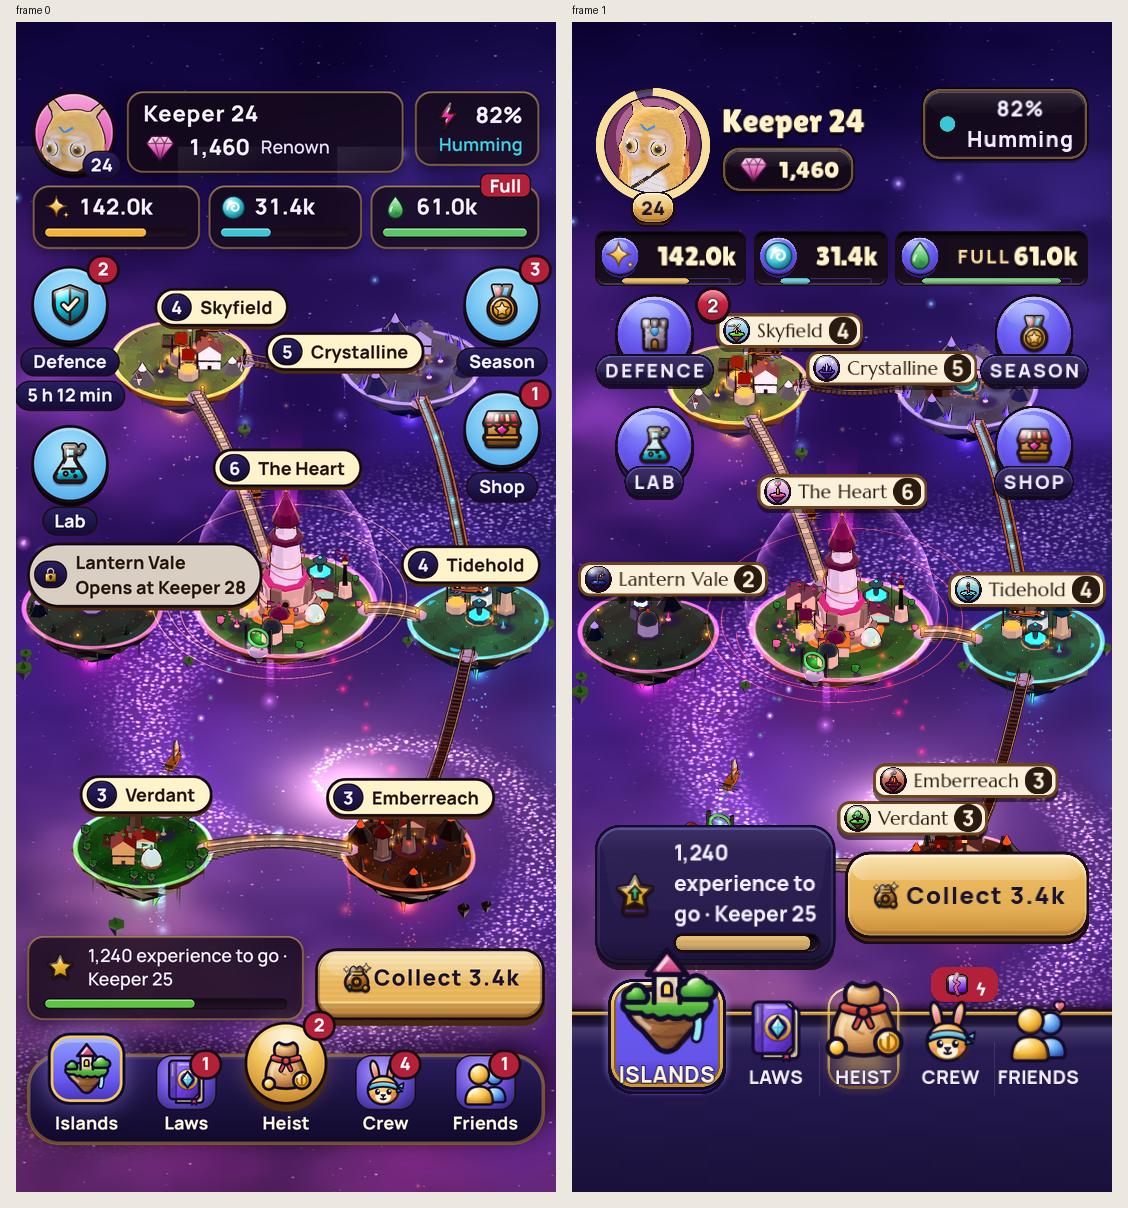 frame 0
Keeper 24
1,460 Renown
24
82%
Humming
142.0k
31.4k
Full
61.0k
2
Defence
5 h 12 min
Lab
3
Season
1
Shop
4 Skyfield
5 Crystalline
6 The Heart
Lantern Vale
Opens at Keeper 28
4 Tidehold
3 Verdant
3 Emberreach
1,240 experience to go ·
Keeper 25
Collect 3.4k
Islands
1
Laws
2
Heist
4
Crew
1
Friends
frame 1
Keeper 24
1,460
24
82%
Humming
142.0k
31.4k
FULL 61.0k
2
DEFENCE
LAB
SEASON
SHOP
Skyfield 4
Crystalline 5
The Heart 6
Lantern Vale 2
Tidehold 4
Emberreach 3
Verdant 3
1,240
experience to
go · Keeper 25
Collect 3.4k
ISLANDS
LAWS
HEIST
CREW
FRIENDS